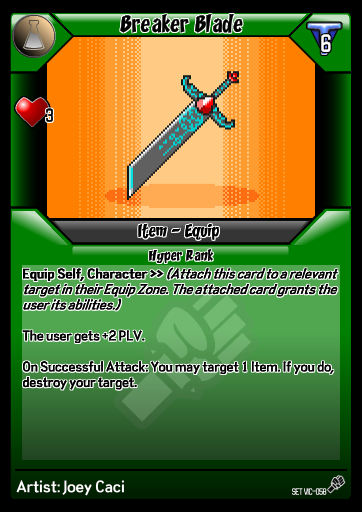 Breaker Blade
6
3
Item - Equip
Hyper Rank
Equip Self, Character >> (Attach this card to a relevant
target in their Equip Zone. The attached card grants the
user its abilities.)
The user gets +2 PLV.
On Successful Attack: You may target 1 Item. If you do,
destroy your target.
Artist: Joey Caci
SET VIC-058